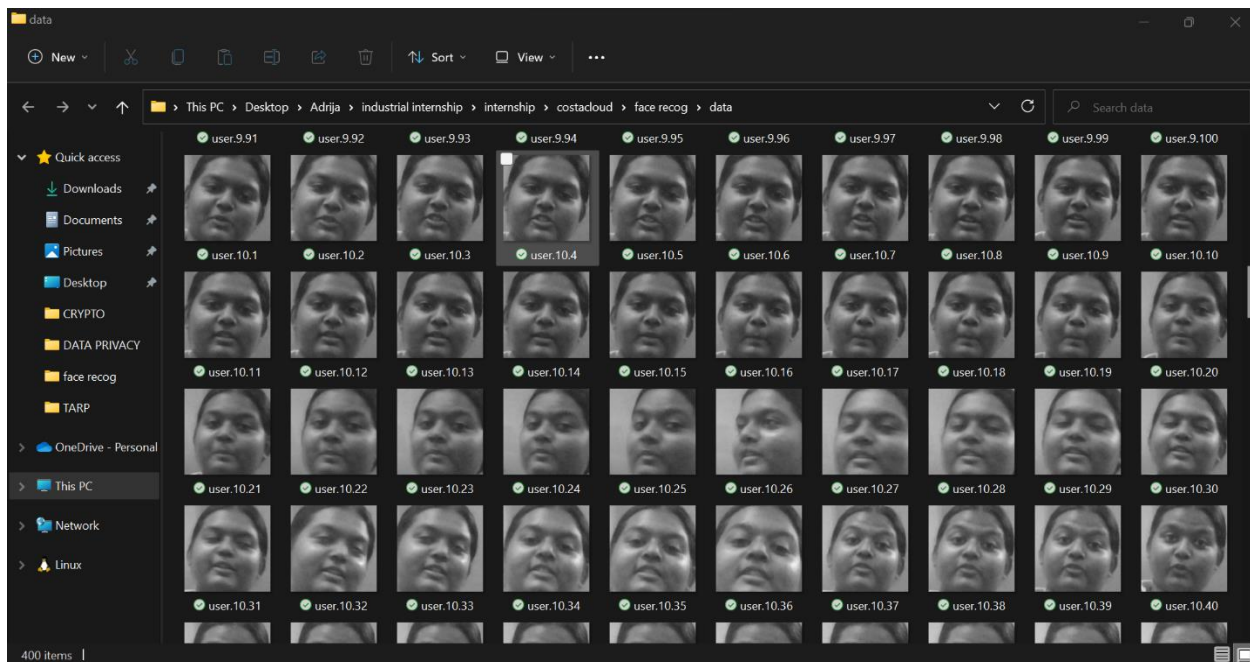 data
New Sort View
> This PC > Desktop > Adrija > industrial internship > internship > costacloud > face recog > data
Search data
user.9.91 user.9.92 user.9.93 user.9.94 user.9.95 user.9.96 user.9.97 user.9.98 user.9.99 user.9.100
Quick access
Downloads
Documents
Pictures
Desktop
CRYPTO
DATA PRIVACY
face recog
TARP
OneDrive - Personal
This PC
Network
Linux
user.10.1 user.10.2 user.10.3 user.10.4 user.10.5 user.10.6 user.10.7 user.10.8 user.10.9 user.10.10
user.10.11 user.10.12 user.10.13 user.10.14 user.10.15 user.10.16 user.10.17 user.10.18 user.10.19 user.10.20
user.10.21 user.10.22 user.10.23 user.10.24 user.10.25 user.10.26 user.10.27 user.10.28 user.10.29 user.10.30
user.10.31 user.10.32 user.10.33 user.10.34 user.10.35 user.10.36 user.10.37 user.10.38 user.10.39 user.10.40
400 items